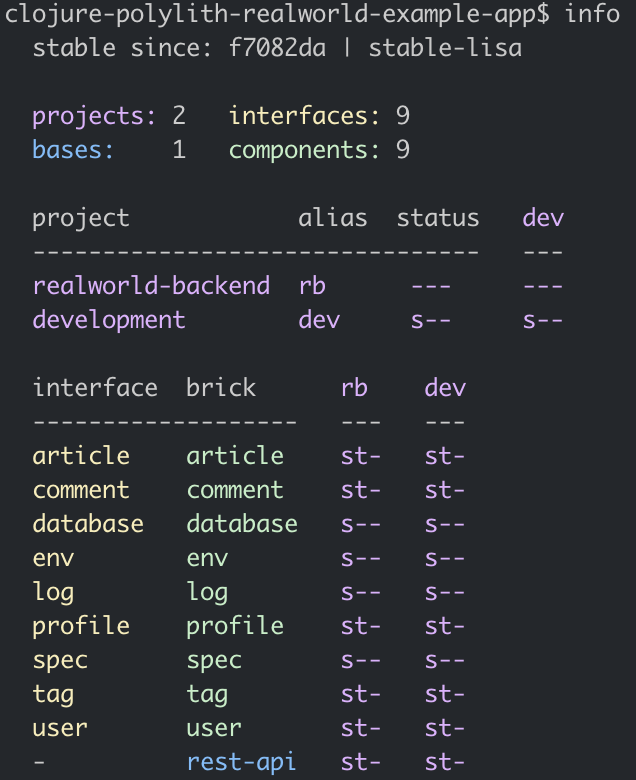 clojure-polylith-realworld-example-app$ info
stable since: f7082da | stable-lisa
projects: 2   interfaces: 9
bases:    1   components: 9
project            alias  status   dev
--------------------------------   ---
realworld-backend  rb      ---     ---
development        dev     s--     s--
interface  brick      rb    dev
-------------------   ---   ---
article    article    st-   st-
comment    comment    st-   st-
database   database   s--   s--
env        env        s--   s--
log        log        s--   s--
profile    profile    st-   st-
spec       spec       s--   s--
tag        tag        st-   st-
user       user       st-   st-
-          rest-api   st-   st-